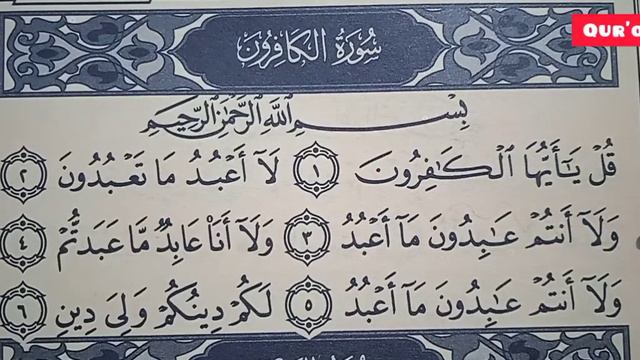 Qur'a
سُورَةُ الكَافِرُونَ
بِسْمِ ٱللَّهِ ٱلرَّحْمَٰنِ ٱلرَّحِيمِ
قُلْ يَـٰٓأَيُّهَا ٱلْكَـٰفِرُونَ ١ لَآ أَعْبُدُ مَا تَعْبُدُونَ ٢
وَلَآ أَنتُمْ عَـٰبِدُونَ مَآ أَعْبُدُ ٣ وَلَآ أَنَا۠ عَابِدٌ مَّا عَبَدتُّمْ ٤
وَلَآ أَنتُمْ عَـٰبِدُونَ مَآ أَعْبُدُ ٥ لَكُمْ دِينُكُمْ وَلِىَ دِينِ ٦